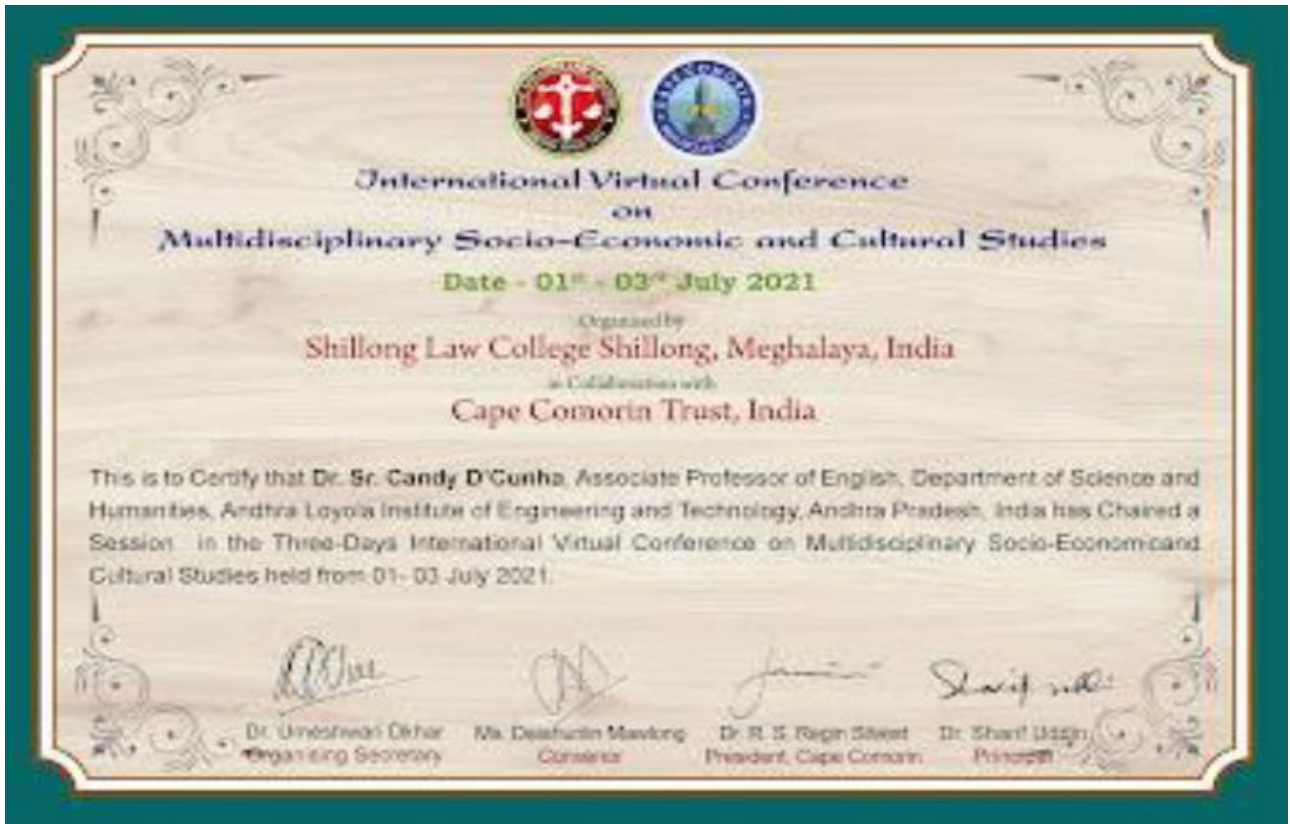 International Virtual Conference
on
Multidisciplinary Socio-Economic and Cultural Studies
Date - 01st - 03rd July 2021
Organized by
Shillong Law College Shillong, Meghalaya, India
in Collaboration with
Cape Comorin Trust, India
This is to Certify that Dr. Sr. Candy D'Cunha, Associate Professor of English, Department of Science and
Humanities, Andhra Loyola Institute of Engineering and Technology, Andhra Pradesh, India has Chaired a
Session in the Three-Days International Virtual Conference on Multidisciplinary Socio-Economicand
Cultural Studies held from 01- 03 July 2021.
Dr. Umeshwari Dkhar Ms. Mawlong Dr. R. S. Regin Silvest Dr. Sharif Uddin
Organising Secretary Convenor President, Cape Comorin Principal